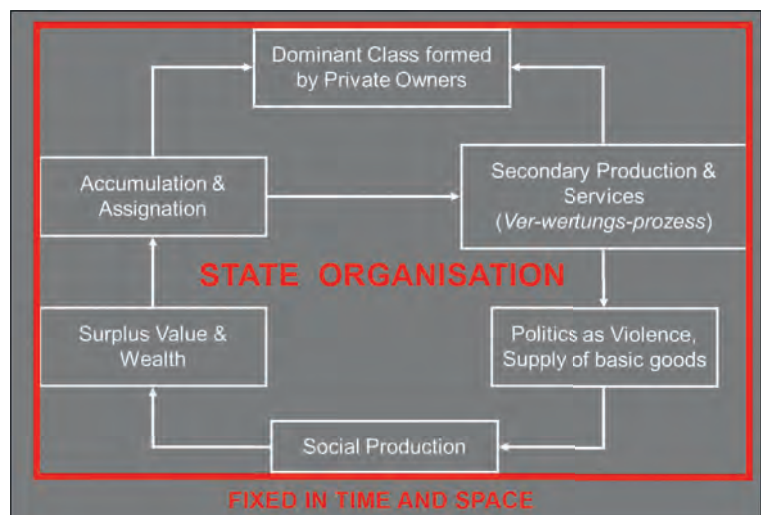 Dominant Class formed
by Private Owners
Accumulation &
Assignation
Secondary Production &
Services
(Ver-wertungs-prozess)
STATE ORGANISATION
Surplus Value &
Wealth
Politics as Violence,
Supply of basic goods
Social Production
FIXED IN TIME AND SPACE